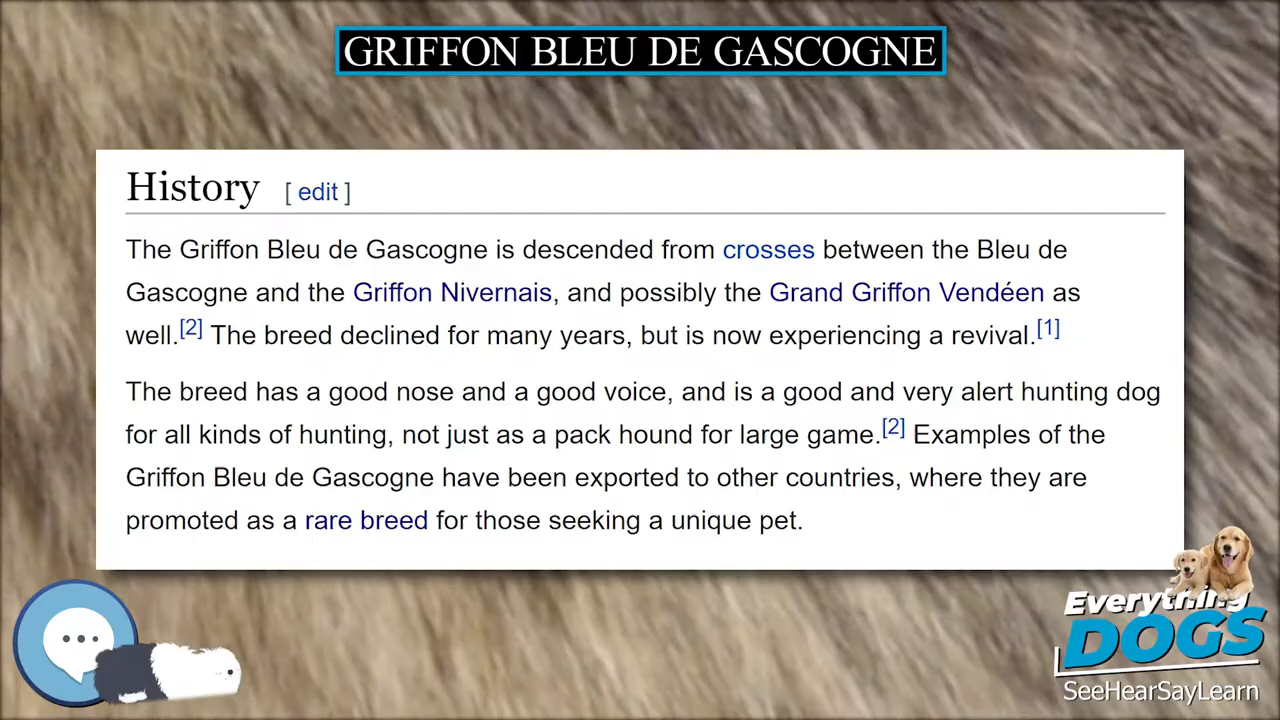 GRIFFON BLEU DE GASCOGNE
History [ edit ]
The Griffon Bleu de Gascogne is descended from crosses between the Bleu de
Gascogne and the Griffon Nivernais, and possibly the Grand Griffon Vendéen as
well.[2] The breed declined for many years, but is now experiencing a revival.[1]
The breed has a good nose and a good voice, and is a good and very alert hunting dog
for all kinds of hunting, not just as a pack hound for large game.[2] Examples of the
Griffon Bleu de Gascogne have been exported to other countries, where they are
promoted as a rare breed for those seeking a unique pet.
Everything
DOGS
SeeHearSayLearn